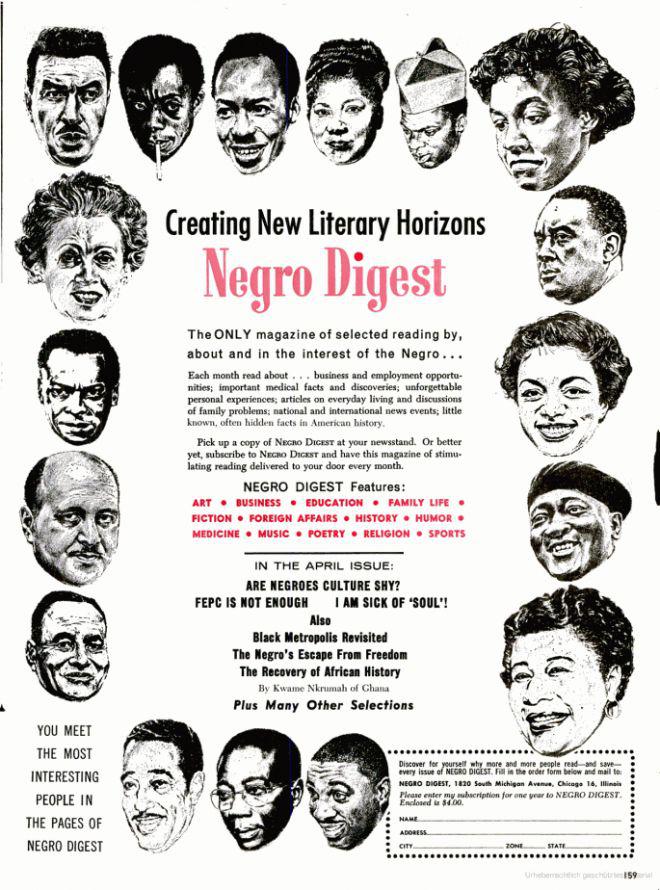 Creating New Literary Horizons
Negro Digest
The ONLY magazine of selected reading by,
about and in the interest of the Negro . . .
Each month read about . . . business and employment opportu-
nities; important medical facts and discoveries; unforgettable
personal experiences; articles on everyday living and discussions
of family problems; national and international news events; little
known, often hidden facts in American history.
Pick up a copy of NEGRO DIGEST at your newsstand. Or better
yet, subscribe to NEGRO DIGEST and have this magazine of stimu-
lating reading delivered to your door every month.
NEGRO DIGEST Features:
ART • BUSINESS • EDUCATION • FAMILY LIFE •
FICTION • FOREIGN AFFAIRS • HISTORY • HUMOR •
MEDICINE • MUSIC • POETRY • RELIGION • SPORTS
IN THE APRIL ISSUE:
ARE NEGROES CULTURE SHY?
FEPC IS NOT ENOUGH I AM SICK OF 'SOUL'!
Also
Black Metropolis Revisited
The Negro's Escape From Freedom
The Recovery of African History
By Kwame Nkrumah of Ghana
Plus Many Other Selections
YOU MEET
THE MOST
INTERESTING
PEOPLE IN
THE PAGES OF
NEGRO DIGEST
Discover for yourself why more and more people read—and save—
every issue of NEGRO DIGEST. Fill in the order form below and mail to:
NEGRO DIGEST, 1820 South Michigan Avenue, Chicago 16, Illinois
Please enter my subscription for one year to NEGRO DIGEST.
Enclosed is $4.00.
NAME
ADDRESS
CITY ZONE STATE
Urheberrechtlich geschütztes 159